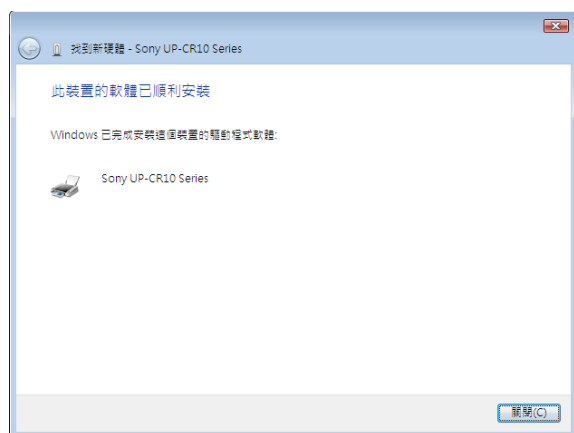 找到新硬體 - Sony UP-CR10 Series
此裝置的軟體已順利安裝
Windows 已完成安裝這個裝置的驅動程式軟體:
Sony UP-CR10 Series
關閉(C)